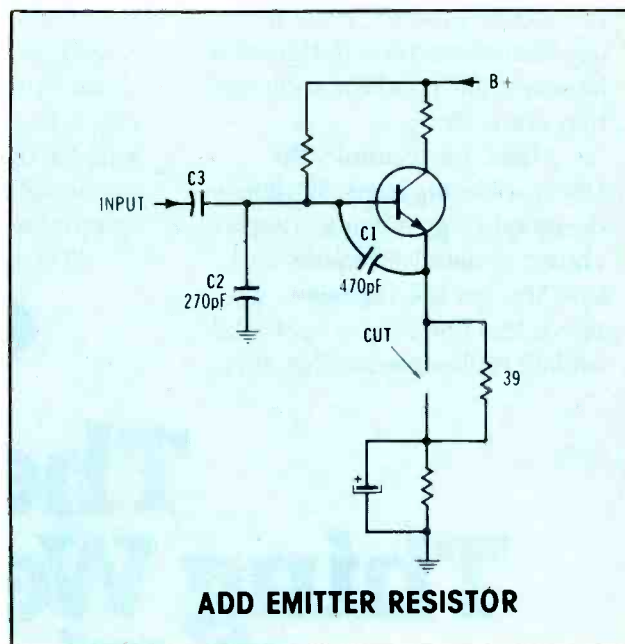 B+
C3
INPUT
C1
470pF
C2
270pF
CUT
39
+
ADD EMITTER RESISTOR